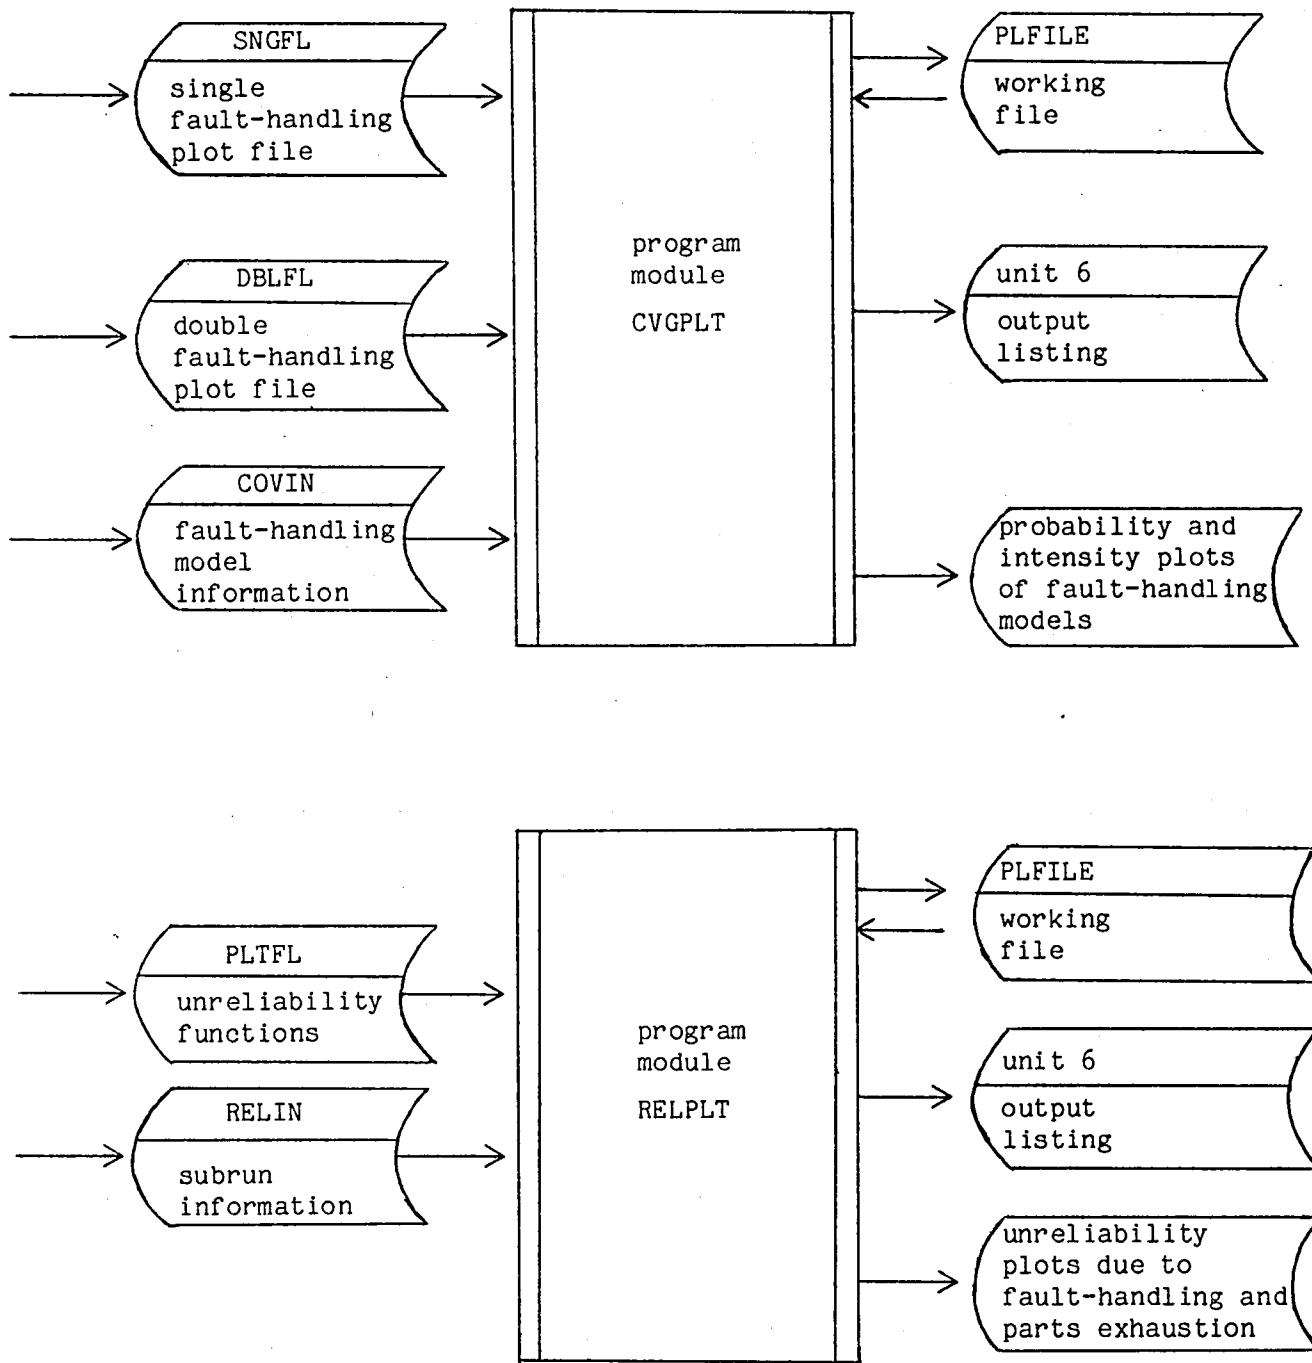 SNGFL
single
fault-handling
plot file
DBLFL
double
fault-handling
plot file
COVIN
fault-handling
model
information
program
module
CVGPLT
PLFILE
working
file
unit 6
output
listing
probability and
intensity plots
of fault-handling
models
PLTFL
unreliability
functions
RELIN
subrun
information
program
module
RELPLT
PLFILE
working
file
unit 6
output
listing
unreliability
plots due to
fault-handling and
parts exhaustion